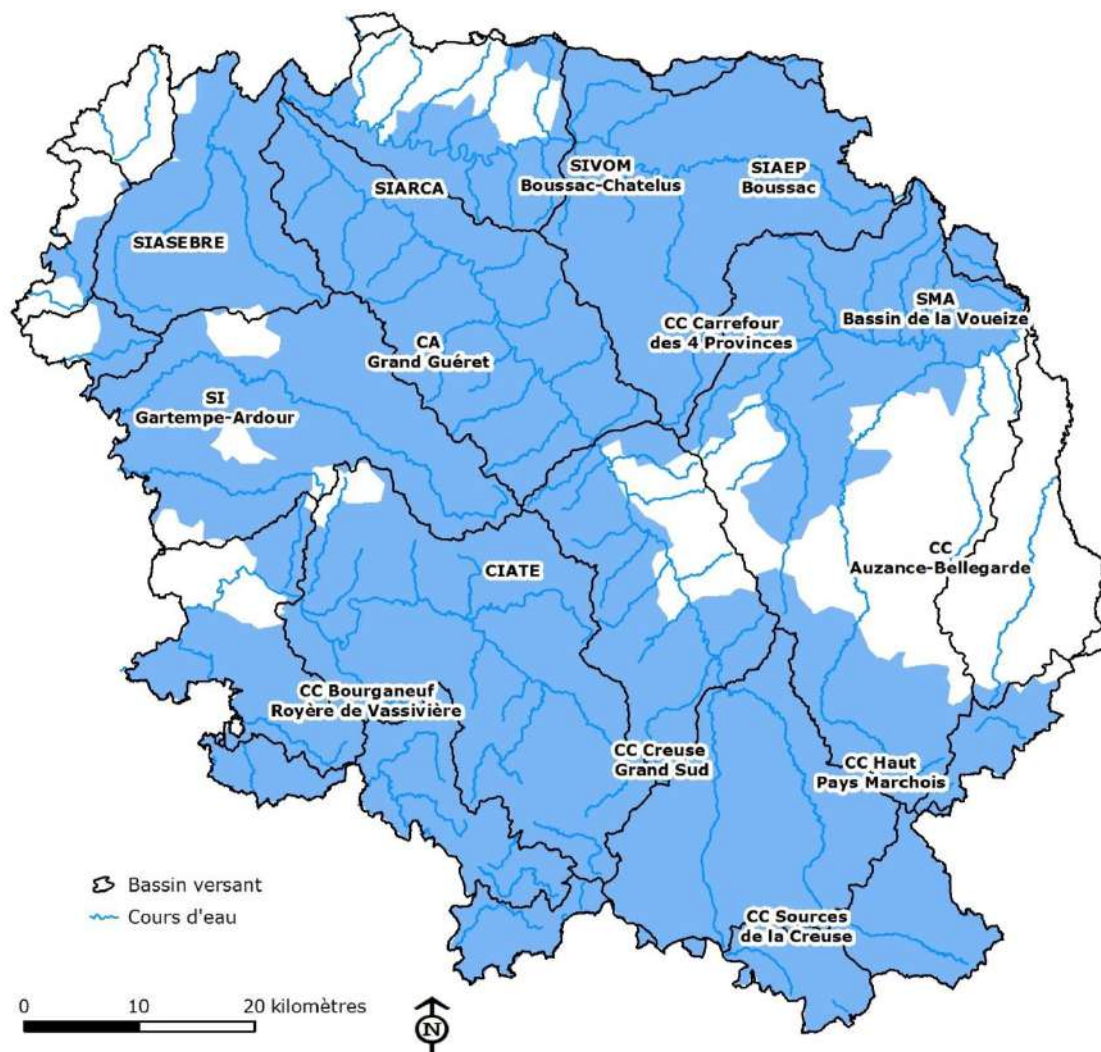 SIVOM
Boussac-Chatelus
SIAEP
Boussac
SIARCA
SIASEBRE
SMA
Bassin de la Voueize
CC Carrefour
des 4 Provinces
CA
Grand Guéret
SI
Gartempe-Ardour
CC
Auzance-Bellegarde
CIATE
CC Bourganeuf
Royère de Vassivière
CC Creuse
Grand Sud
CC Haut
Pays Marchois
CC Sources
de la Creuse
Bassin versant
Cours d'eau
0 10 20 kilomètres
N